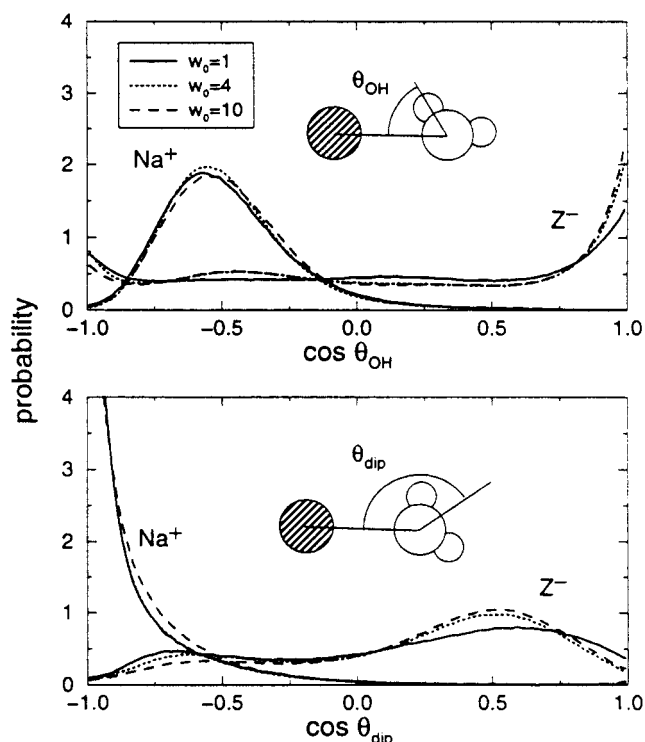 4
3
2
1
0
w₀=1
w₀=4
w₀=10
θOH
Na⁺
Z⁻
−1.0 −0.5 0.0 0.5 1.0
cos θOH
probability
4
3
2
1
0
θdip
Na⁺
Z⁻
-1.0 -0.5 0.0 0.5 1.0
cos θdip